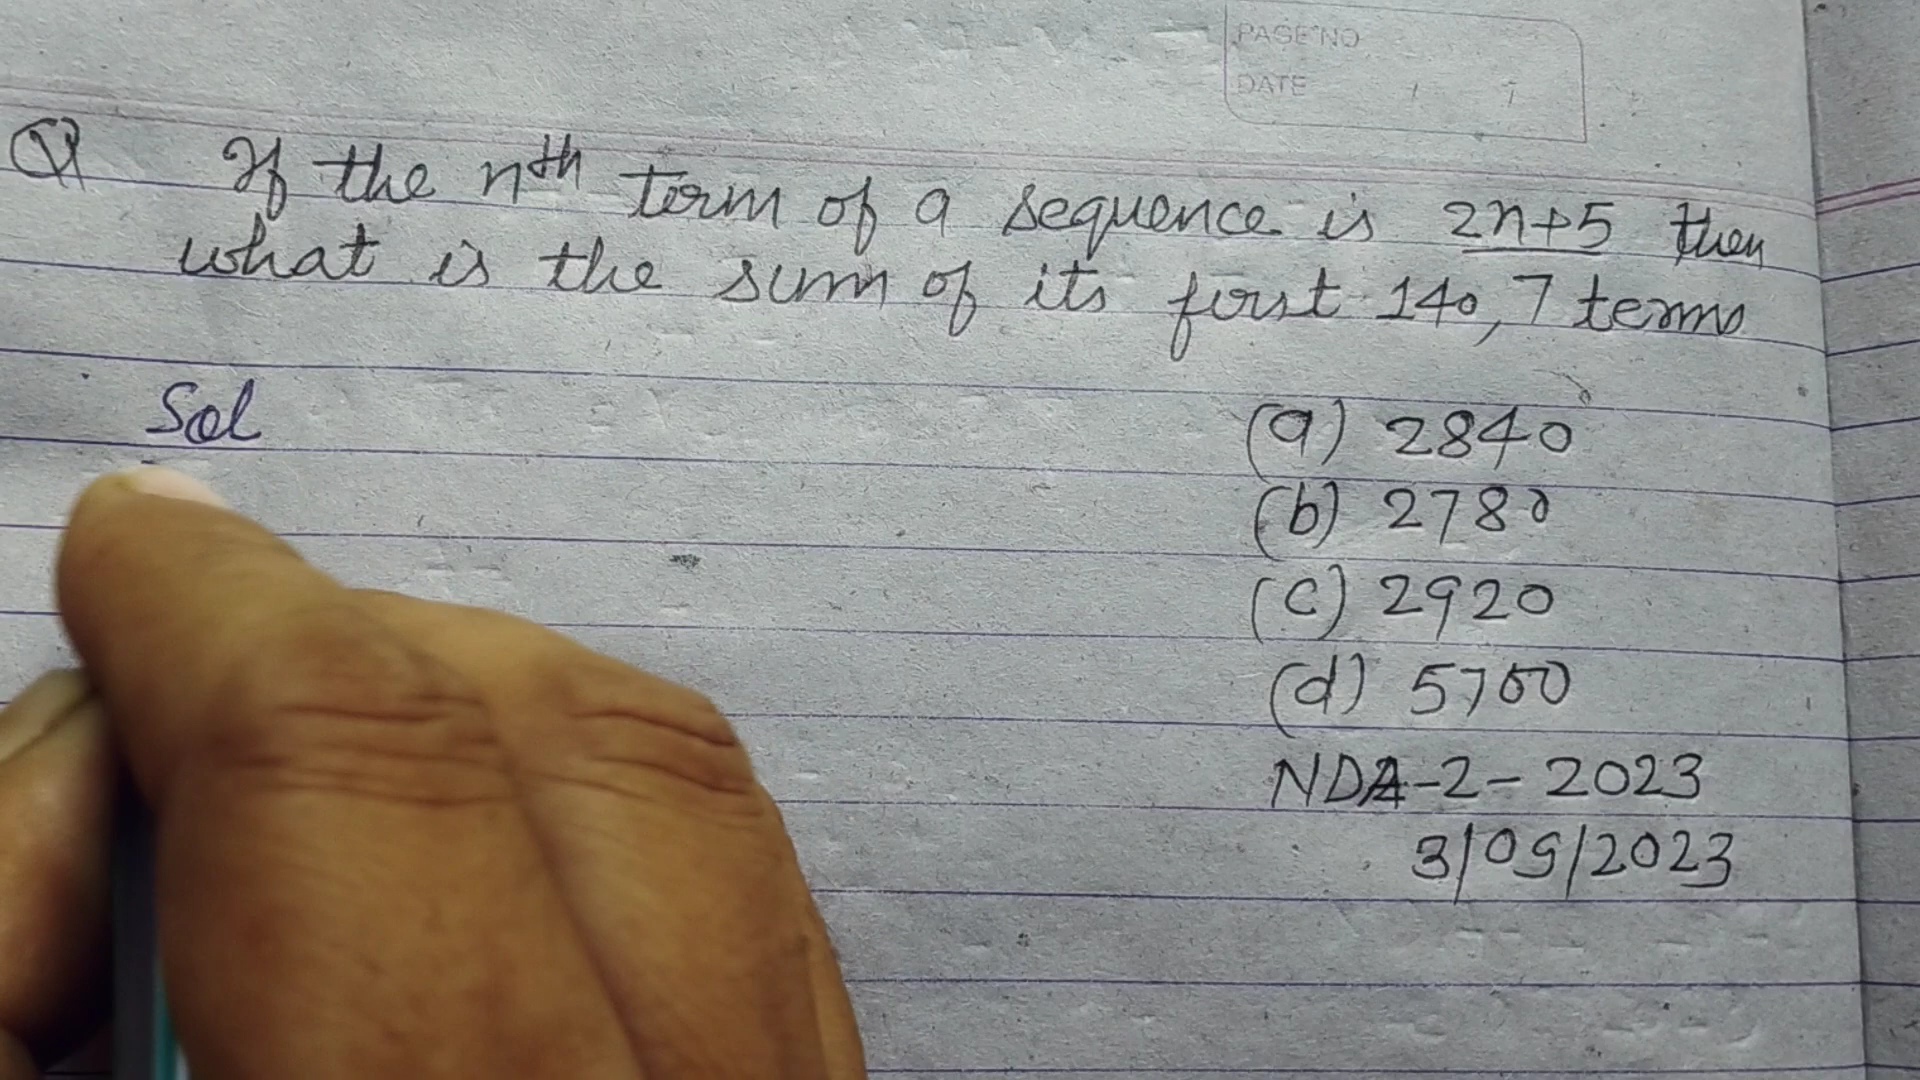 PAGE NO
DATE / /
Q If the nth term of a sequence is 2n+5 then
what is the sum of its first 140, 7 terms
Sol
(a) 2840
(b) 2780
(c) 2920
(d) 5700
NDA-2-2023
3/09/2023